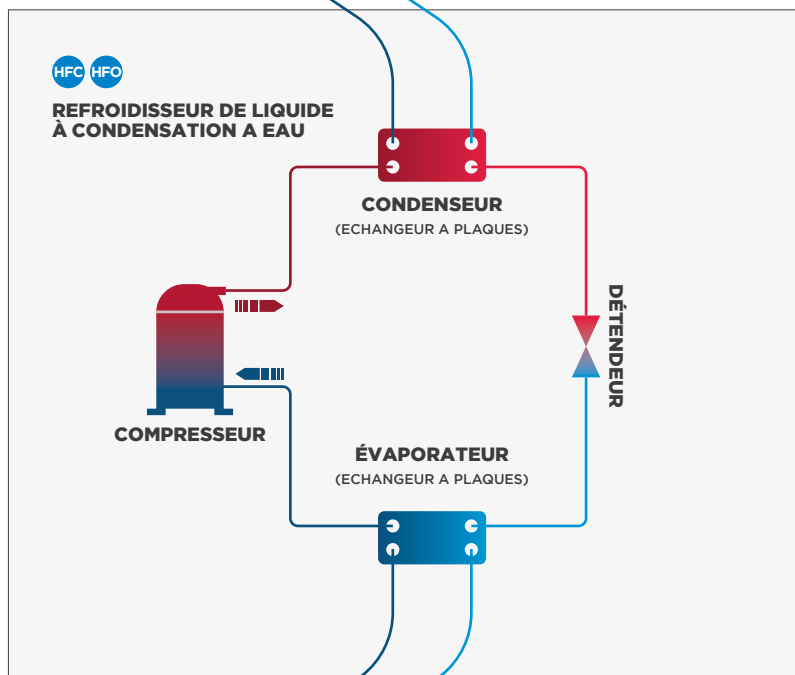 HFC HFO
REFROIDISSEUR DE LIQUIDE
À CONDENSATION A EAU
CONDENSEUR
(ECHANGEUR A PLAQUES)
DÉTENDEUR
COMPRESSEUR
ÉVAPORATEUR
(ECHANGEUR A PLAQUES)